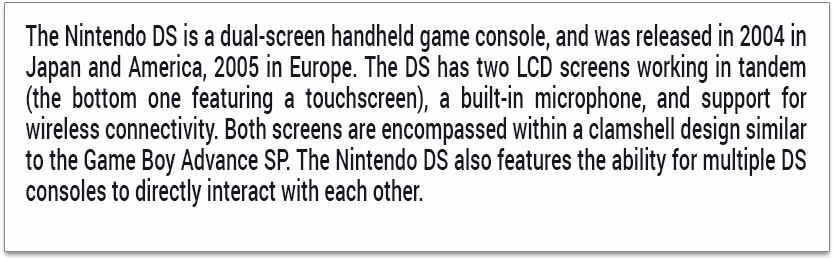 The Nintendo DS is a dual-screen handheld game console, and was released in 2004 in
Japan and America, 2005 in Europe. The DS has two LCD screens working in tandem
(the bottom one featuring a touchscreen), a built-in microphone, and support for
wireless connectivity. Both screens are encompassed within a clamshell design similar
to the Game Boy Advance SP. The Nintendo DS also features the ability for multiple DS
consoles to directly interact with each other.